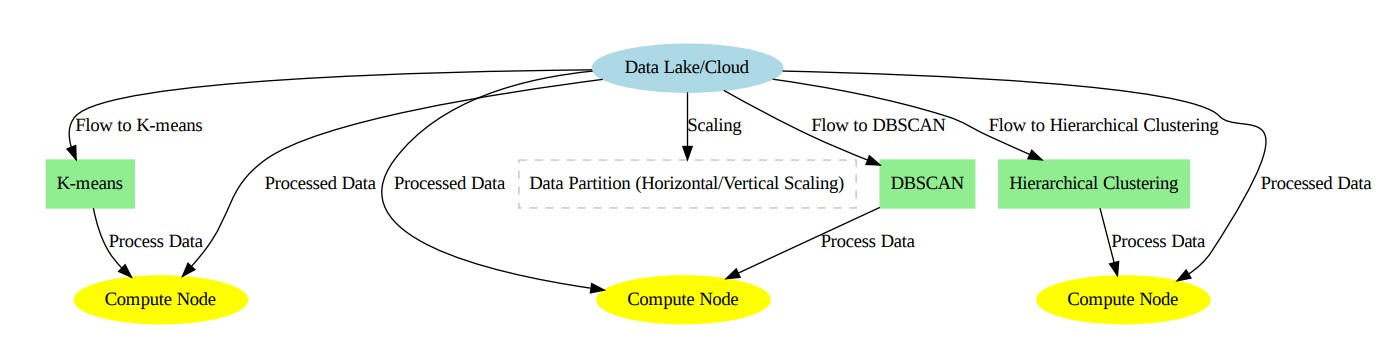 Data Lake/Cloud
Flow to K-means
Scaling
Flow to DBSCAN
Flow to Hierarchical Clustering
K-means
Processed Data
Processed Data
Data Partition (Horizontal/Vertical Scaling)
DBSCAN
Hierarchical Clustering
Processed Data
Process Data
Process Data
Process Data
Compute Node
Compute Node
Compute Node